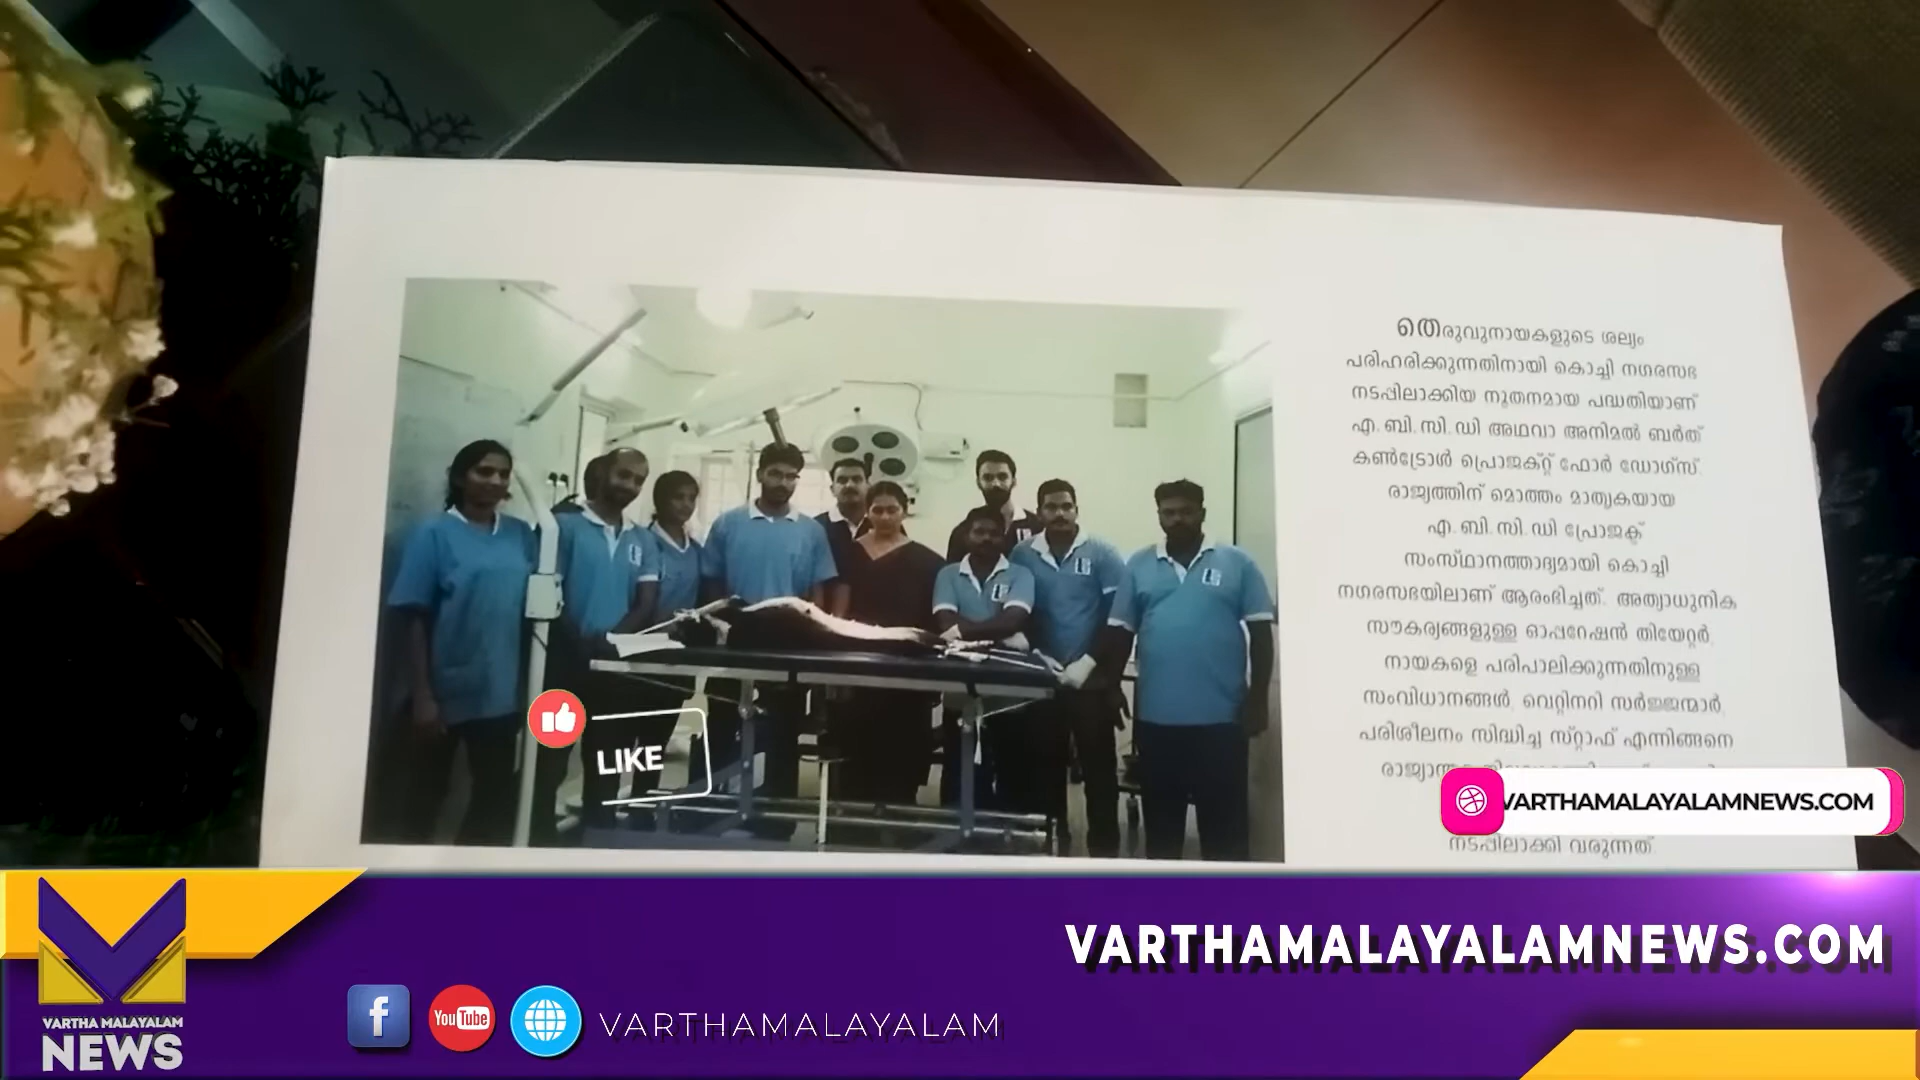 തെരുവുനായകളുടെ ശല്യം
പരിഹരിക്കുന്നതിനായി കൊച്ചി നഗരസഭ
നടപ്പിലാക്കിയ നൂതനമായ പദ്ധതിയാണ്
എ.ബി.സി.ഡി അഥവാ അനിമൽ ബർത്
കൺട്രോൾ പ്രൊജക്റ്റ് ഫോർ ഡോഗ്സ്.
രാജ്യത്തിന് മൊത്തം മാതൃകയായ
എ.ബി.സി.ഡി പ്രോജക്ട്
സംസ്ഥാനത്താദ്യമായി കൊച്ചി
നഗരസഭയിലാണ് ആരംഭിച്ചത്. അത്യാധുനിക
സൗകര്യങ്ങളുള്ള ഓപ്പറേഷൻ തിയേറ്റർ,
നായകളെ പരിപാലിക്കുന്നതിനുള്ള
സംവിധാനങ്ങൾ, വെറ്റിനറി സർജ്ജന്മാർ,
പരിശീലനം സിദ്ധിച്ച സ്റ്റാഫ് എന്നിങ്ങനെ
നടപ്പിലാക്കി വരുന്നത്.
LIKE
VARTHAMALAYALAMNEWS.COM
VARTHAMALAYALAMNEWS.COM
VARTHA MALAYALAM
NEWS
f
YouTube
VARTHAMALAYALAM